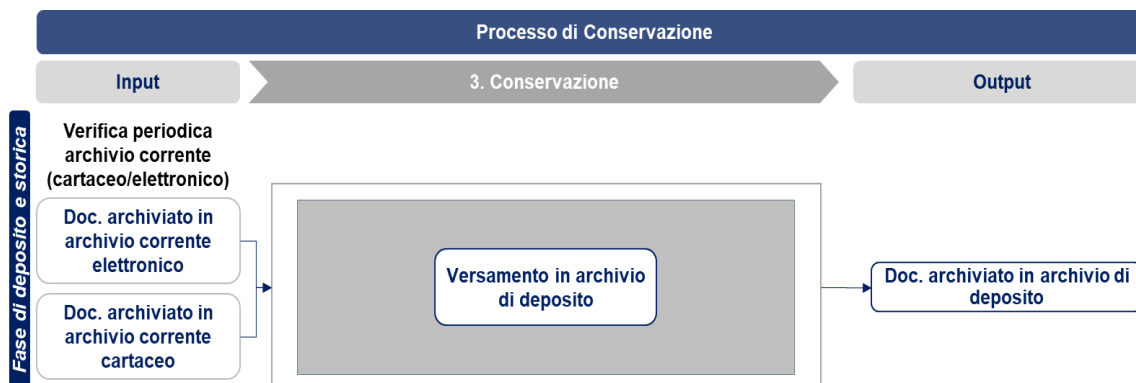 Processo di Conservazione
Input
3. Conservazione
Output
Fase di deposito e storica
Verifica periodica
archivio corrente
(cartaceo/elettronico)
Doc. archiviato in
archivio corrente
elettronico
Doc. archiviato in
archivio corrente
cartaceo
Versamento in archivio
di deposito
Doc. archiviato in archivio di
deposito